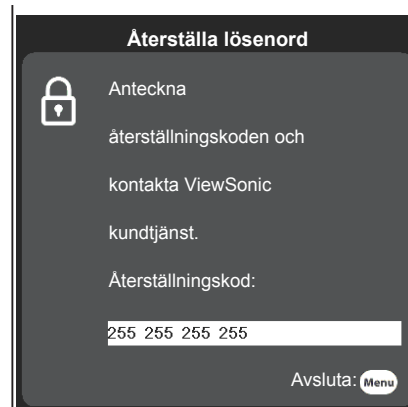 Återställa lösenord
Anteckna
återställningskoden och
kontakta ViewSonic
kundtjänst.
Återställningskod:
255 255 255 255
Avsluta: Menu